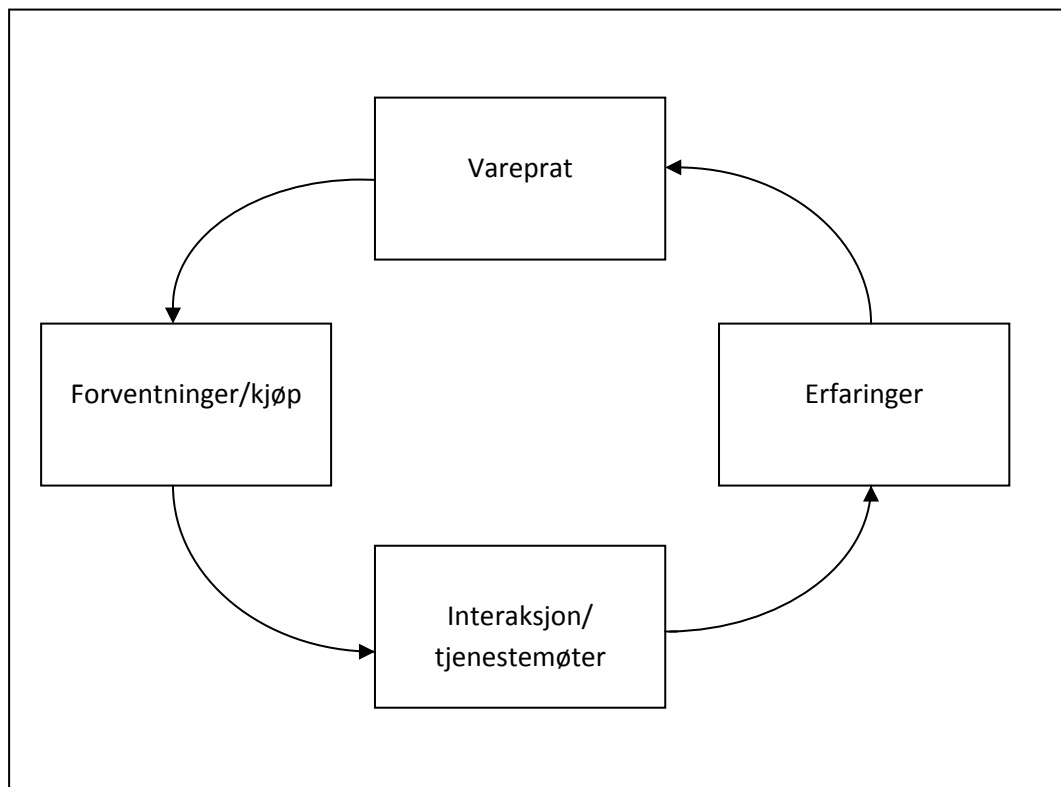 Vareprat
Forventninger/kjøp
Erfaringer
Interaksjon/
tjenestemøter